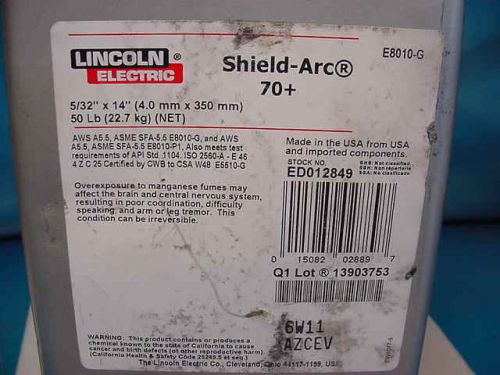 LINCOLN
ELECTRIC
Shield-Arc®
70+
E8010-G
5/32" x 14" (4.0 mm x 350 mm)
50 Lb (22.7 kg) (NET)
AWS A5.5, ASME SFA-5.5 E8010-G, and AWS
A5.5, ASME SFA-5.5 E8010-P1, Also meets test
requirements of API Std. 1104. ISO 2560-A - E 46
4 Z C 25 Certified by CWB to CSA W48 E5510-G
Made in the USA from USA
and imported components.
STOCK NO.
ED012849
Overexposure to manganese fumes may
affect the brain and central nervous system,
resulting in poor coordination, difficulty
speaking, and arm or leg tremor. This
condition can be irreversible.
0 15082 02889 7
Q1 Lot ® 13903753
6W11
AZCEV
WARNING: This product contains or produces a
chemical known to the state of California to cause
cancer and birth defects (or other reproductive harm).
(California Health & Safety Code 25249.5 et seq.)
The Lincoln Electric Co., Cleveland, Ohio 44117-1199, USA